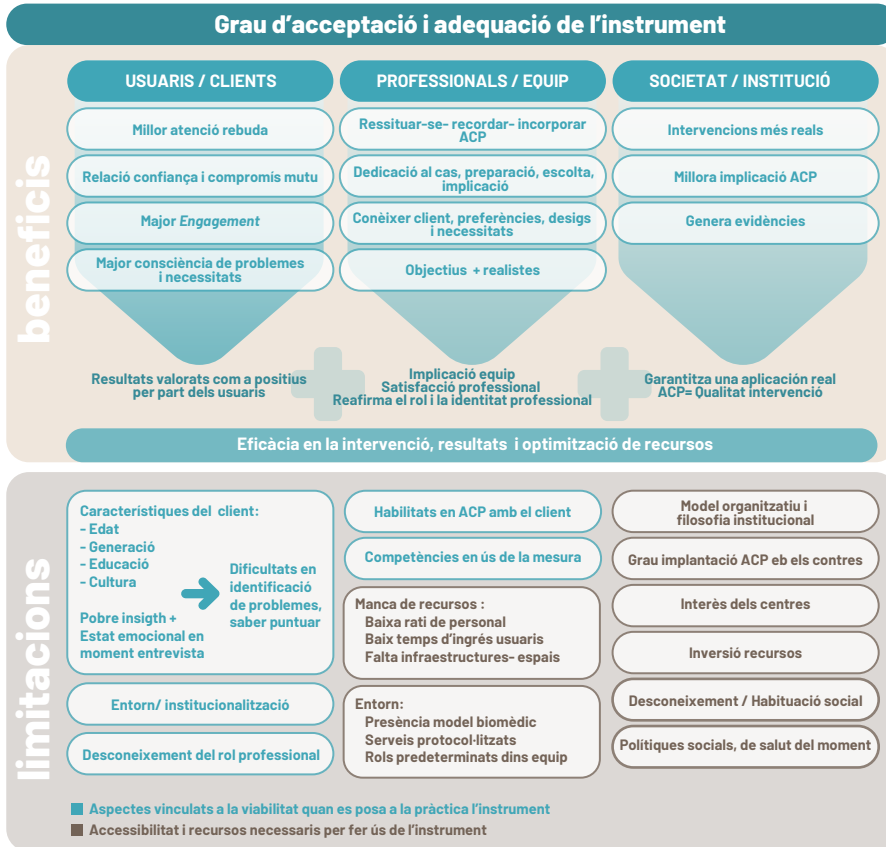 Grau d’acceptació i adequació de l’instrument
beneficis
USUARIS / CLIENTS
Millor atenció rebuda
Relació confiança i compromís mutu
Major Engagement
Major consciència de problemes
i necessitats
Resultats valorats com a positius
per part dels usuaris
PROFESSIONALS / EQUIP
Ressituar-se- recordar- incorporar
ACP
Dedicació al cas, preparació, escolta,
implicació
Conèixer client, preferències, desigs
i necessitats
Objectius + realistes
Implicació equip
Satisfacció professional
Reafirma el rol i la identitat professional
SOCIETAT / INSTITUCIÓ
Intervencions més reals
Millora implicació ACP
Genera evidències
Garantitza una aplicación real
ACP= Qualitat intervenció
Eficàcia en la intervenció, resultats i optimització de recursos
limitacions
Característiques del client:
- Edat
- Generació
- Educació
- Cultura
Pobre insigth +
Estat emocional en
moment entrevista
Dificultats en
identificació
de problemes,
saber puntuar
Entorn/ institucionalització
Desconeixement del rol professional
Habilitats en ACP amb el client
Competències en ús de la mesura
Manca de recursos :
Baixa rati de personal
Baix temps d’ingrés usuaris
Falta infraestructures- espais
Entorn:
Presència model biomèdic
Serveis protocol·litzats
Rols predeterminats dins equip
Model organitzatiu i
filosofia institucional
Grau implantació ACP eb els contres
Interès dels centres
Inversió recursos
Desconeixement / Habituació social
Polítiques socials, de salut del moment
Aspectes vinculats a la viabilitat quan es posa a la pràctica l’instrument
Accessibilitat i recursos necessaris per fer ús de l’instrument